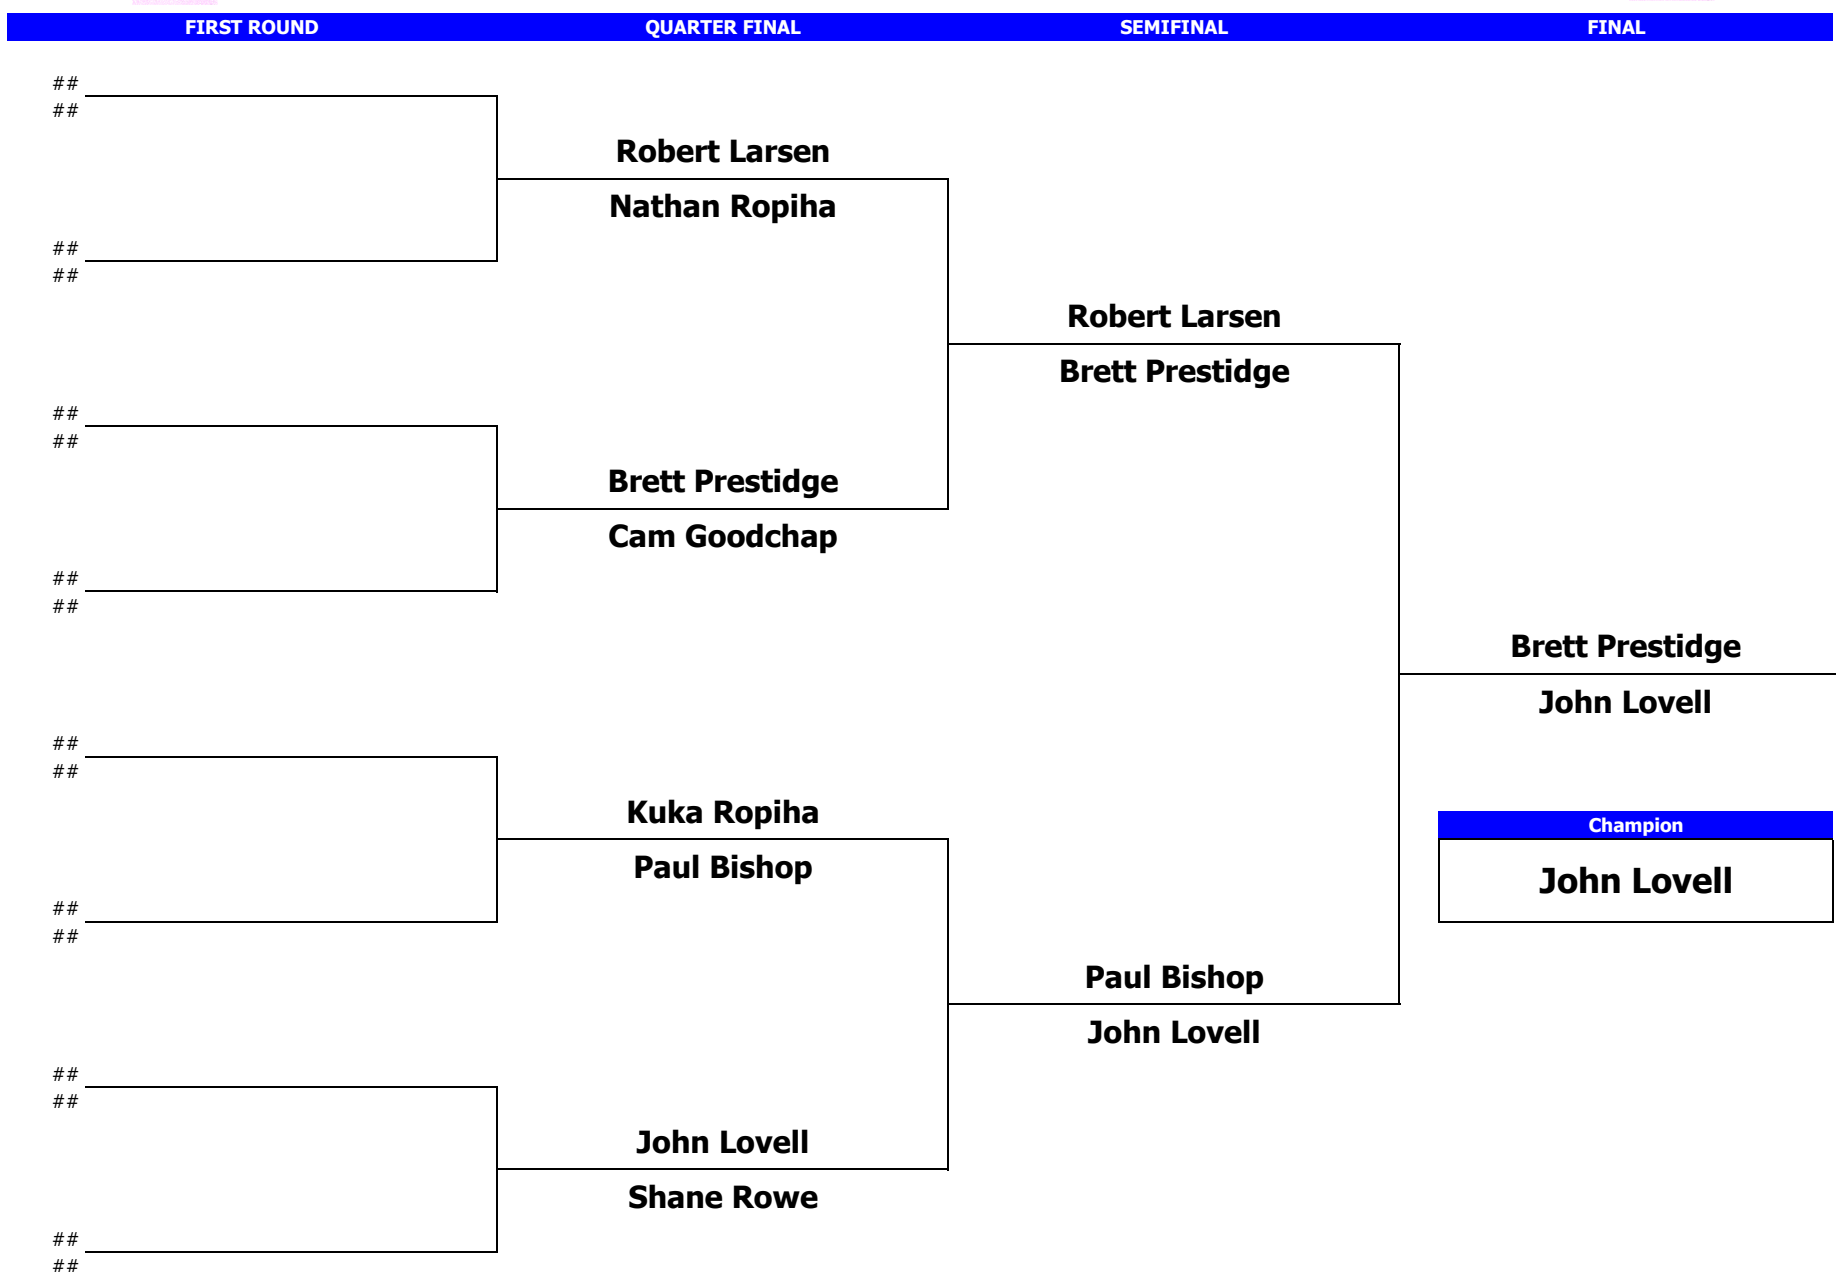 FIRST ROUND QUARTER FINAL SEMIFINAL FINAL
##
##
Robert Larsen
Nathan Ropiha
##
##
Robert Larsen
Brett Prestidge
##
##
Brett Prestidge
Cam Goodchap
##
##
Brett Prestidge
John Lovell
##
##
Kuka Ropiha
Champion
Paul Bishop
John Lovell
##
##
Paul Bishop
John Lovell
##
##
John Lovell
Shane Rowe
##
##